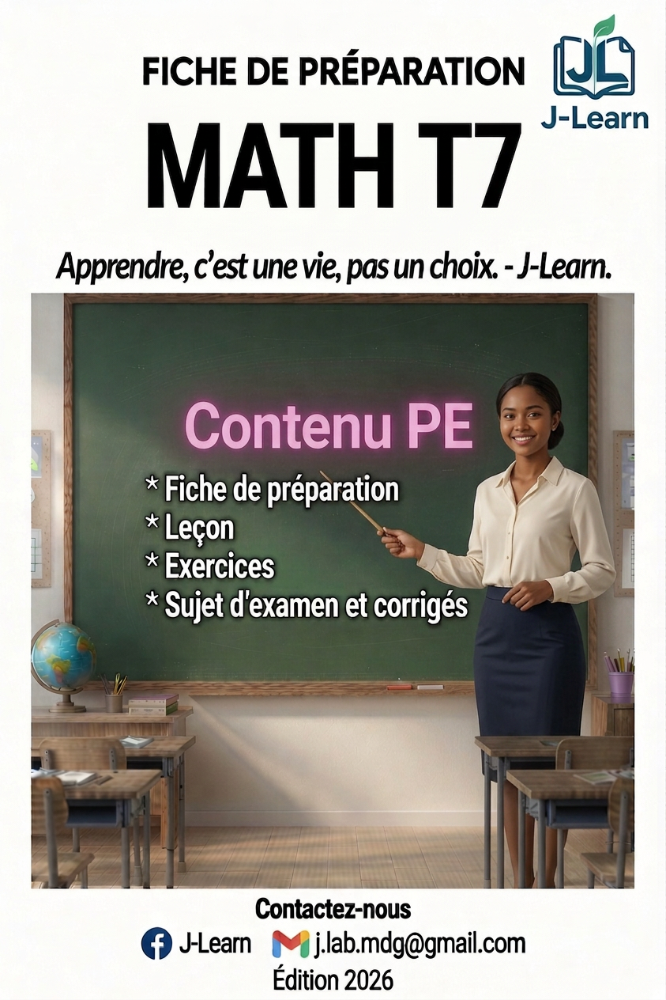 FICHE DE PRÉPARATION
JL
J-Learn
MATH T7
Apprendre, c'est une vie, pas un choix. - J-Learn.
Contenu PE
* Fiche de préparation
* Leçon
* Exercices
* Sujet d'examen et corrigés
Contactez-nous
J-Learn j.lab.mdg@gmail.com
Édition 2026